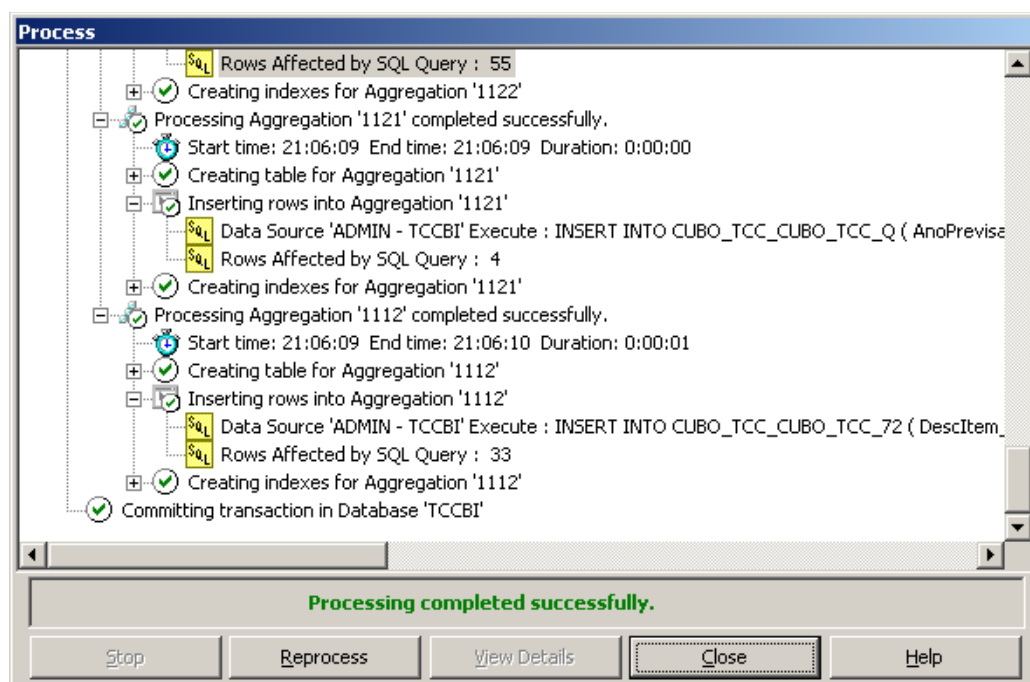 Process
SQL Rows Affected by SQL Query : 55
Creating indexes for Aggregation '1122'
Processing Aggregation '1121' completed successfully.
Start time: 21:06:09 End time: 21:06:09 Duration: 0:00:00
Creating table for Aggregation '1121'
Inserting rows into Aggregation '1121'
SQL Data Source 'ADMIN - TCCBI' Execute : INSERT INTO CUBO_TCC_CUBO_TCC_Q ( AnoPrevisa
SQL Rows Affected by SQL Query : 4
Creating indexes for Aggregation '1121'
Processing Aggregation '1112' completed successfully.
Start time: 21:06:09 End time: 21:06:10 Duration: 0:00:01
Creating table for Aggregation '1112'
Inserting rows into Aggregation '1112'
SQL Data Source 'ADMIN - TCCBI' Execute : INSERT INTO CUBO_TCC_CUBO_TCC_72 ( DescItem_
SQL Rows Affected by SQL Query : 33
Creating indexes for Aggregation '1112'
Committing transaction in Database 'TCCBI'
Processing completed successfully.
Stop Reprocess View Details Close Help